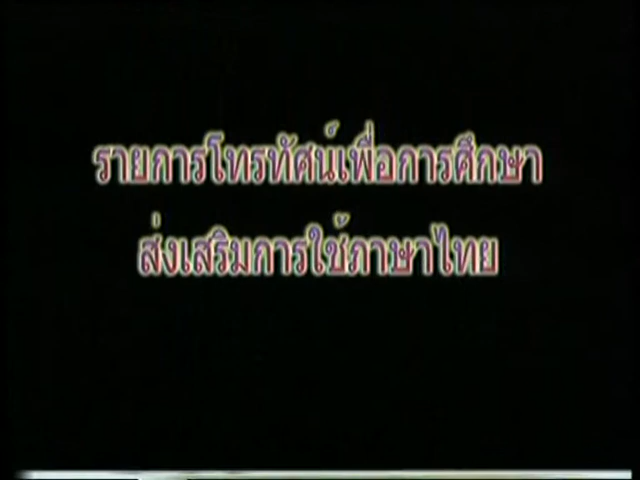 รายการโทรทัศน์เพื่อการศึกษา
ส่งเสริมการใช้ภาษาไทย